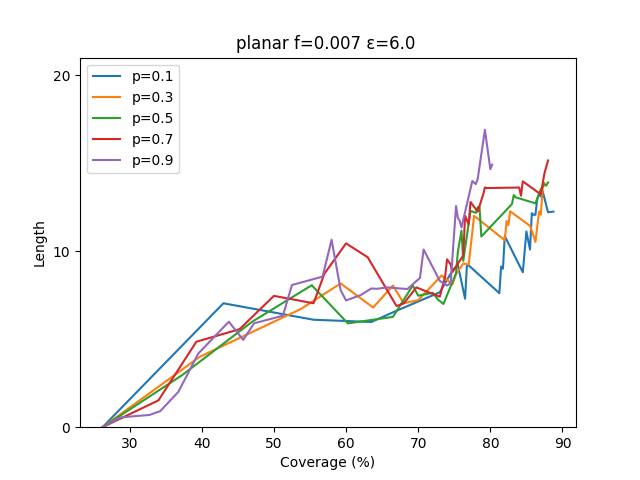 planar f=0.007 ε=6.0
p=0.1
p=0.3
p=0.5
p=0.7
p=0.9
20
10
0
Length
30 40 50 60 70 80 90
Coverage (%)